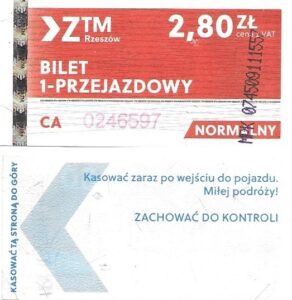 ZTM
Rzeszów
2,80 ZŁ
cena z VAT
BILET
1-PRZEJAZDOWY
CA 0246597
NORMALNY
KASOWAĆ TĄ STRONĄ DO GÓRY
Kasować zaraz po wejściu do pojazdu.
Miłej podróży!
ZACHOWAĆ DO KONTROLI